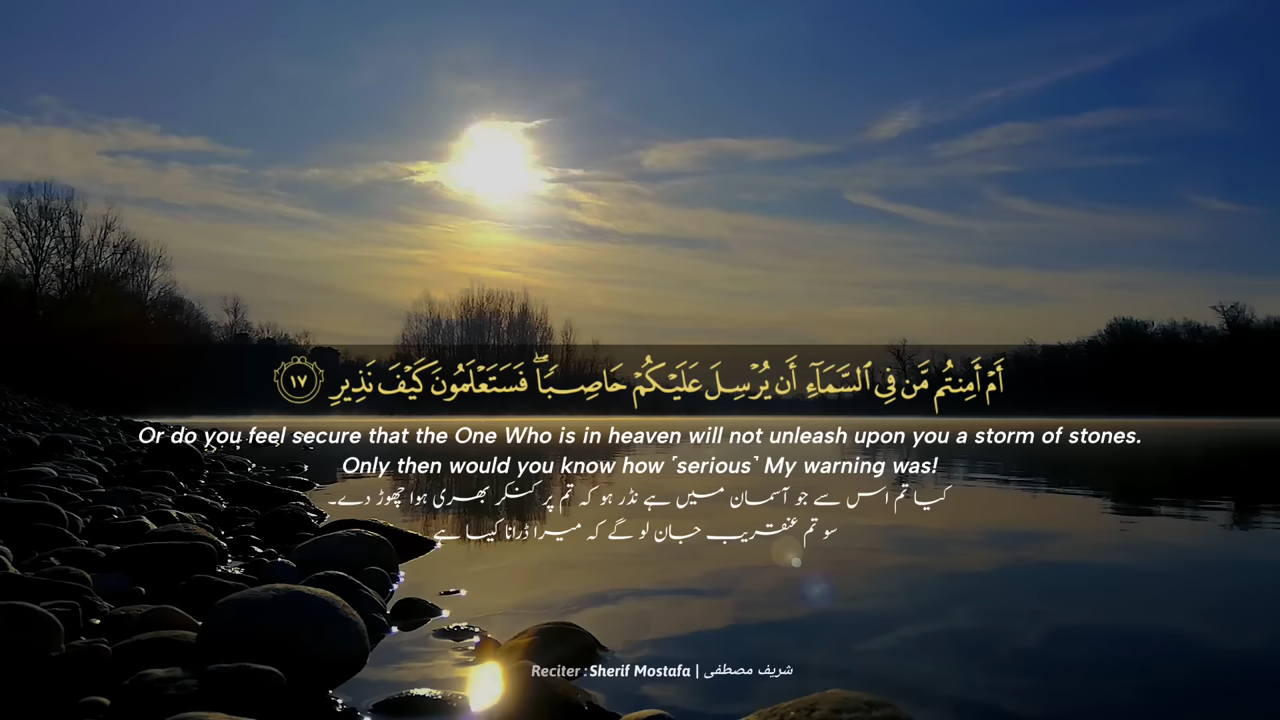 أَمْ أَمِنتُم مَّن فِى ٱلسَّمَآءِ أَن يُرْسِلَ عَلَيْكُمْ حَاصِبًا ۖ فَسَتَعْلَمُونَ كَيْفَ نَذِيرِ ١٧
Or do you feel secure that the One Who is in heaven will not unleash upon you a storm of stones.
Only then would you know how ˹serious˺ My warning was!
کیا تم اس سے جو آسمان میں ہے نڈر ہو کہ تم پر کنکر بھری ہوا چھوڑ دے۔
سو تم عنقریب جان لو گے کہ میرا ڈرانا کیسا ہے
Reciter : Sherif Mostafa | شريف مصطفى